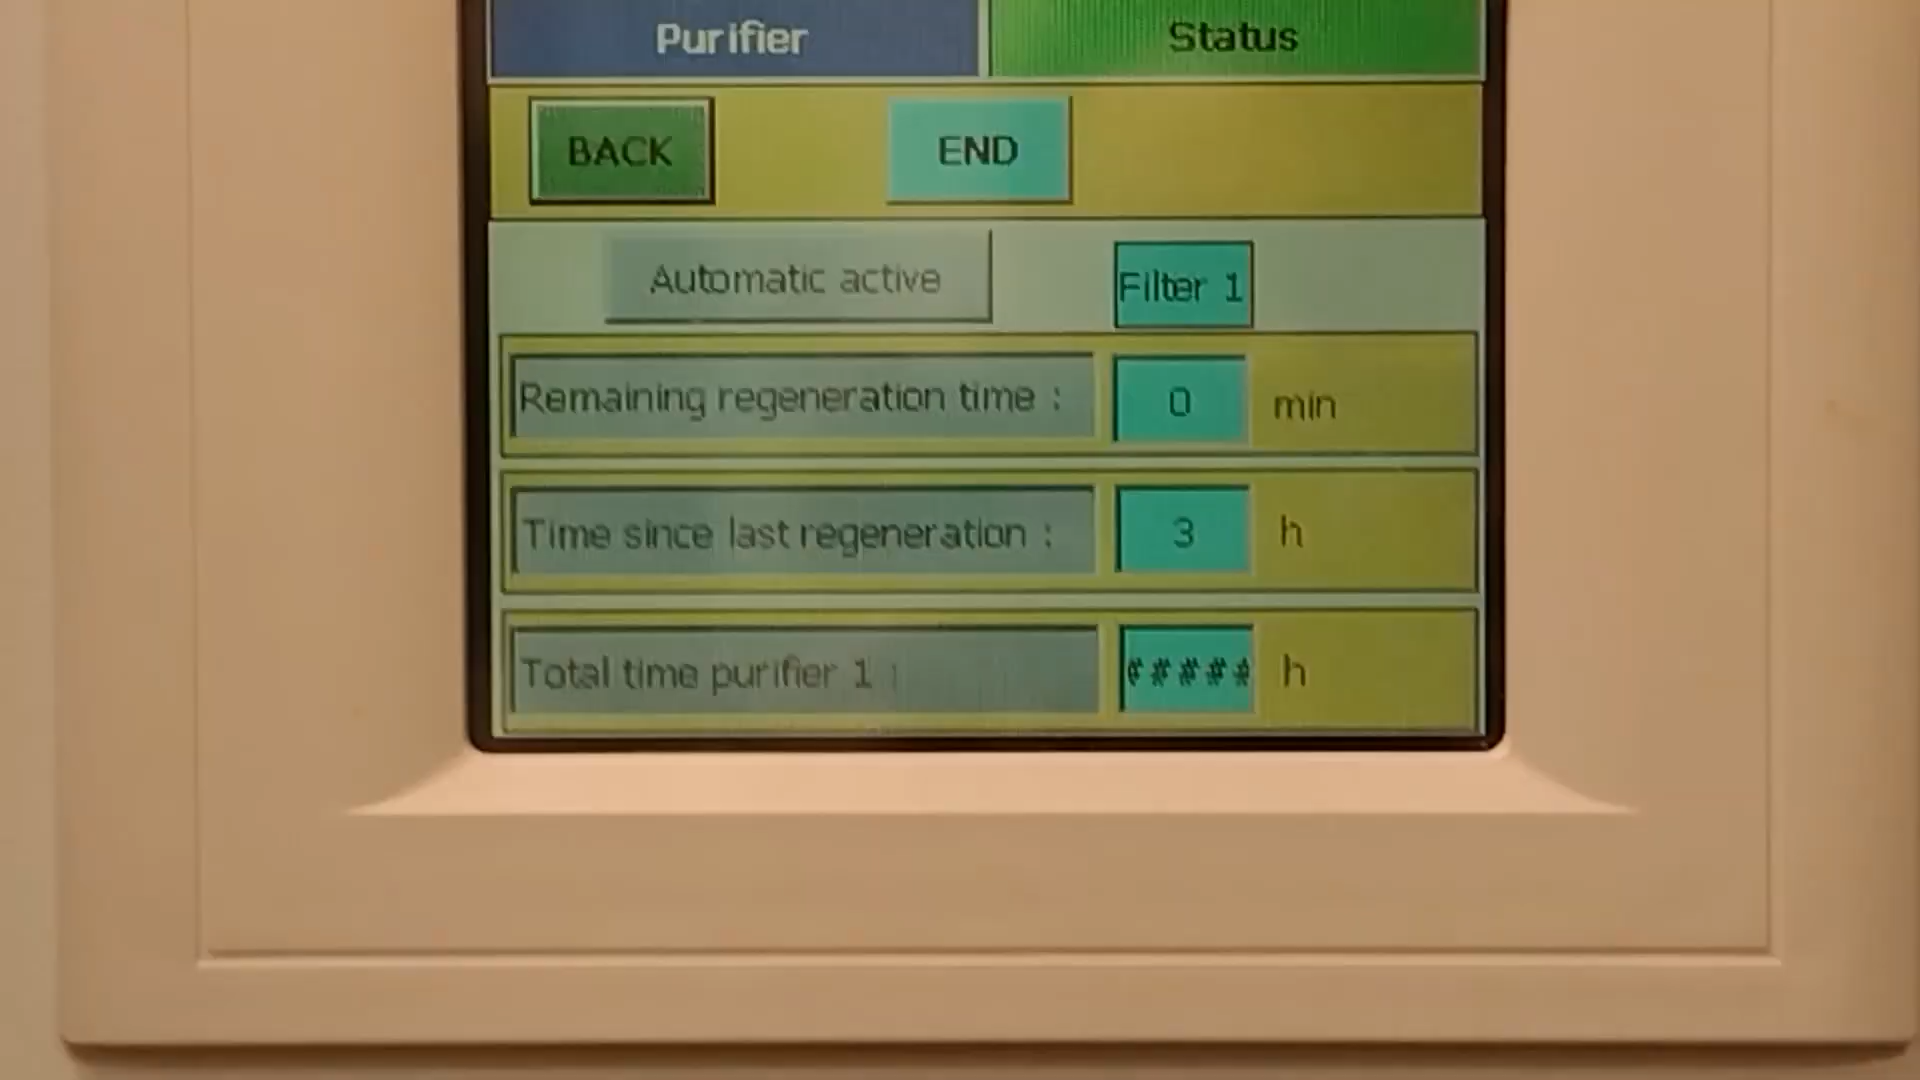 Purifier Status
BACK END
Automatic active Filter 1
Remaining regeneration time : 0 min
Time since last regeneration : 3 h
Total time purifier 1 : ##### h